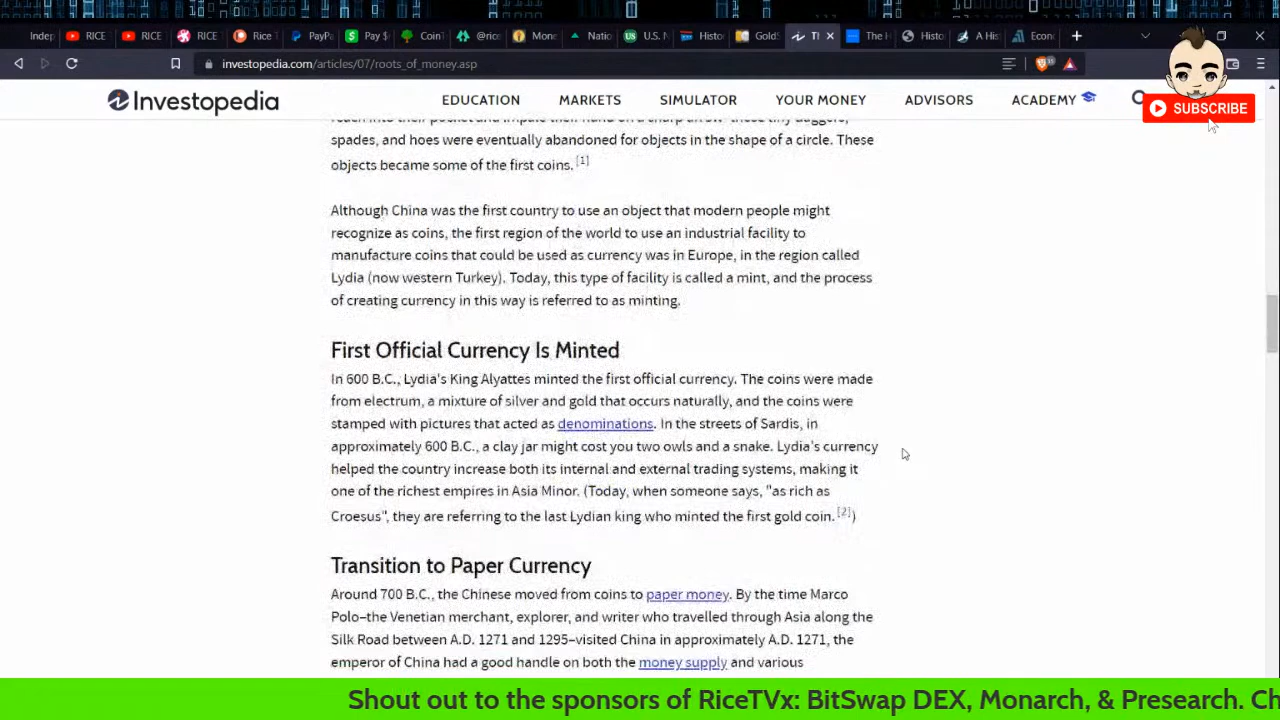 Indep
RICE
RICE
RICE
Rice T
PayPa
Pay $
CoinT
@rice
Mone
Natio
U.S. N
Histor
GoldS
Tl
The H
Histo
A His
Econ
investopedia.com/articles/07/roots_of_money.asp
Investopedia
EDUCATION MARKETS SIMULATOR YOUR MONEY ADVISORS ACADEMY
SUBSCRIBE
spades, and hoes were eventually abandoned for objects in the shape of a circle. These
objects became some of the first coins. [1]
Although China was the first country to use an object that modern people might
recognize as coins, the first region of the world to use an industrial facility to
manufacture coins that could be used as currency was in Europe, in the region called
Lydia (now western Turkey). Today, this type of facility is called a mint, and the process
of creating currency in this way is referred to as minting.
First Official Currency Is Minted
In 600 B.C., Lydia's King Alyattes minted the first official currency. The coins were made
from electrum, a mixture of silver and gold that occurs naturally, and the coins were
stamped with pictures that acted as denominations. In the streets of Sardis, in
approximately 600 B.C., a clay jar might cost you two owls and a snake. Lydia's currency
helped the country increase both its internal and external trading systems, making it
one of the richest empires in Asia Minor. (Today, when someone says, "as rich as
Croesus", they are referring to the last Lydian king who minted the first gold coin. [2])
Transition to Paper Currency
Around 700 B.C., the Chinese moved from coins to paper money. By the time Marco
Polo–the Venetian merchant, explorer, and writer who travelled through Asia along the
Silk Road between A.D. 1271 and 1295–visited China in approximately A.D. 1271, the
emperor of China had a good handle on both the money supply and various
Shout out to the sponsors of RiceTVx: BitSwap DEX, Monarch, & Presearch. Ch